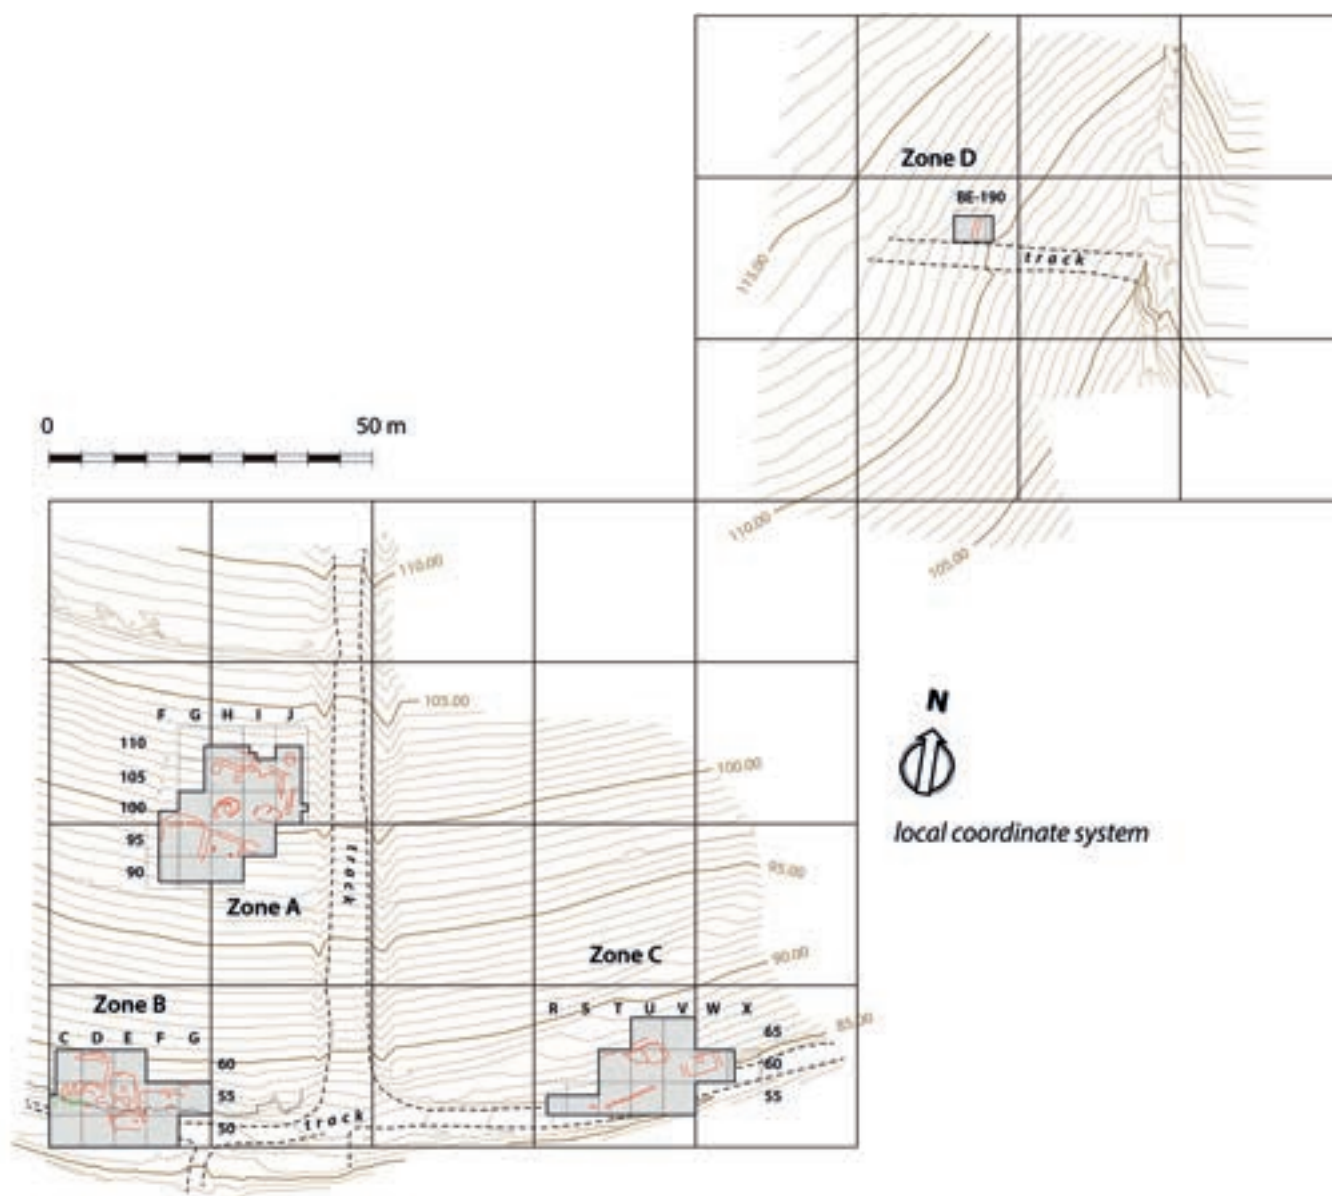 Zone D
BE-190
track
115.00
0 50 m
110.00
105.00
110.00
N
105.00
F G H I J
110
100.00
105
100
local coordinate system
95
95.00
90
track
Zone A
Zone C
90.00
Zone B
R S T U V W X
85.00
C D E F G
65
60
60
55
55
50
track